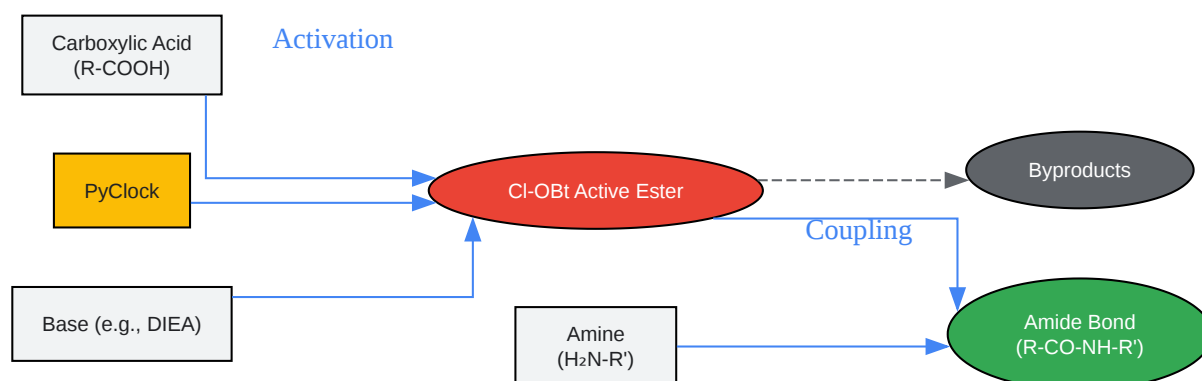 Carboxylic Acid
(R-COOH)
Activation
PyClock
Cl-OBt Active Ester
Byproducts
Coupling
Base (e.g., DIEA)
Amine
(H₂N-R')
Amide Bond
(R-CO-NH-R')